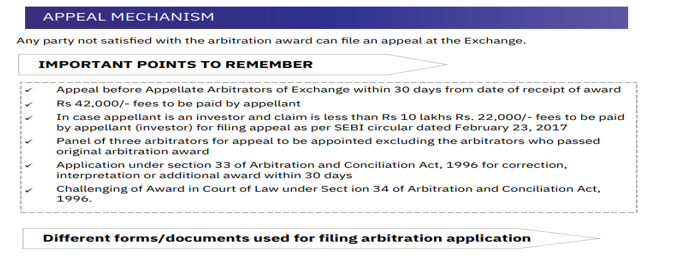 APPEAL MECHANISM
Any party not satisfied with the arbitration award can file an appeal at the Exchange.
IMPORTANT POINTS TO REMEMBER
✓ Appeal before Appellate Arbitrators of Exchange within 30 days from date of receipt of award
✓ Rs 42,000/- fees to be paid by appellant
✓ In case appellant is an investor and claim is less than Rs 10 lakhs Rs. 22,000/- fees to be paid
by appellant (investor) for filing appeal as per SEBI circular dated February 23, 2017
✓ Panel of three arbitrators for appeal to be appointed excluding the arbitrators who passed
original arbitration award
✓ Application under section 33 of Arbitration and Conciliation Act, 1996 for correction,
interpretation or additional award within 30 days
✓ Challenging of Award in Court of Law under Sect ion 34 of Arbitration and Conciliation Act,
1996.
Different forms/documents used for filing arbitration application